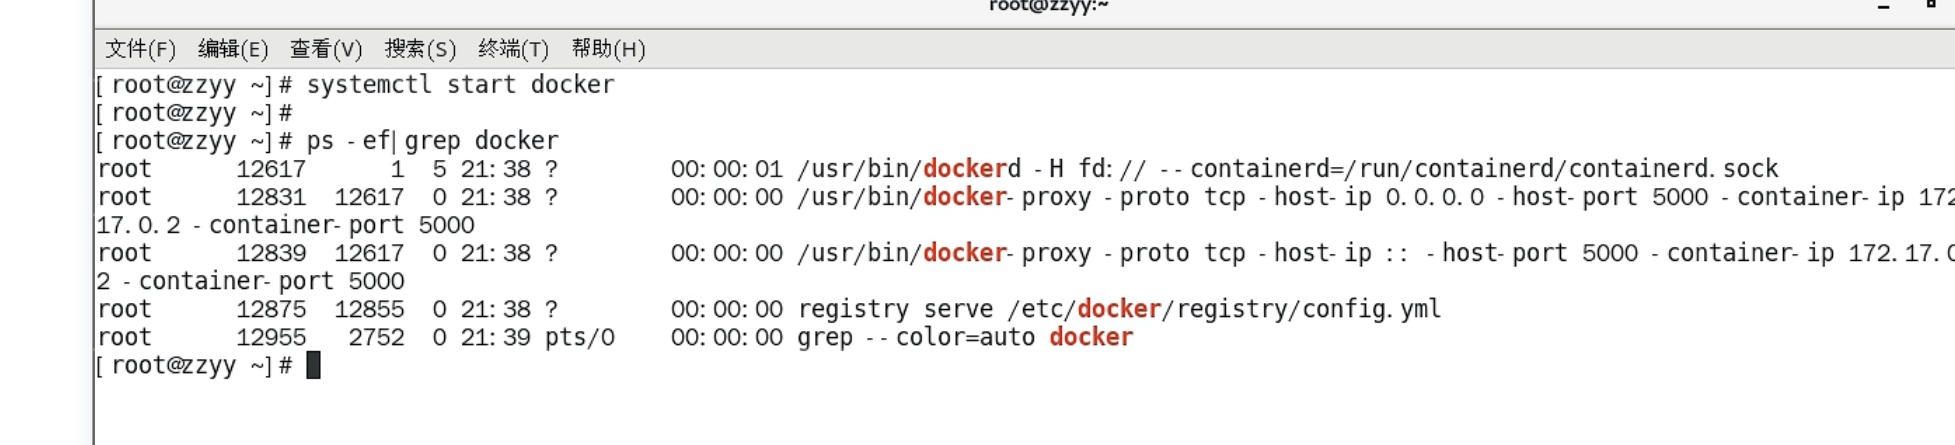 root@zzyy:~
文件(F) 编辑(E) 查看(V) 搜索(S) 终端(T) 帮助(H)
[root@zzyy ~]# systemctl start docker
[root@zzyy ~]#
[root@zzyy ~]# ps -ef|grep docker
root      12617      1  5 21:38 ?        00:00:01 /usr/bin/dockerd -H fd:// --containerd=/run/containerd/containerd.sock
root      12831  12617  0 21:38 ?        00:00:00 /usr/bin/docker-proxy -proto tcp -host-ip 0.0.0.0 -host-port 5000 -container-ip 172
17.0.2 -container-port 5000
root      12839  12617  0 21:38 ?        00:00:00 /usr/bin/docker-proxy -proto tcp -host-ip :: -host-port 5000 -container-ip 172.17.0
2 -container-port 5000
root      12875  12855  0 21:38 ?        00:00:00 registry serve /etc/docker/registry/config.yml
root      12955   2752  0 21:39 pts/0    00:00:00 grep --color=auto docker
[root@zzyy ~]#